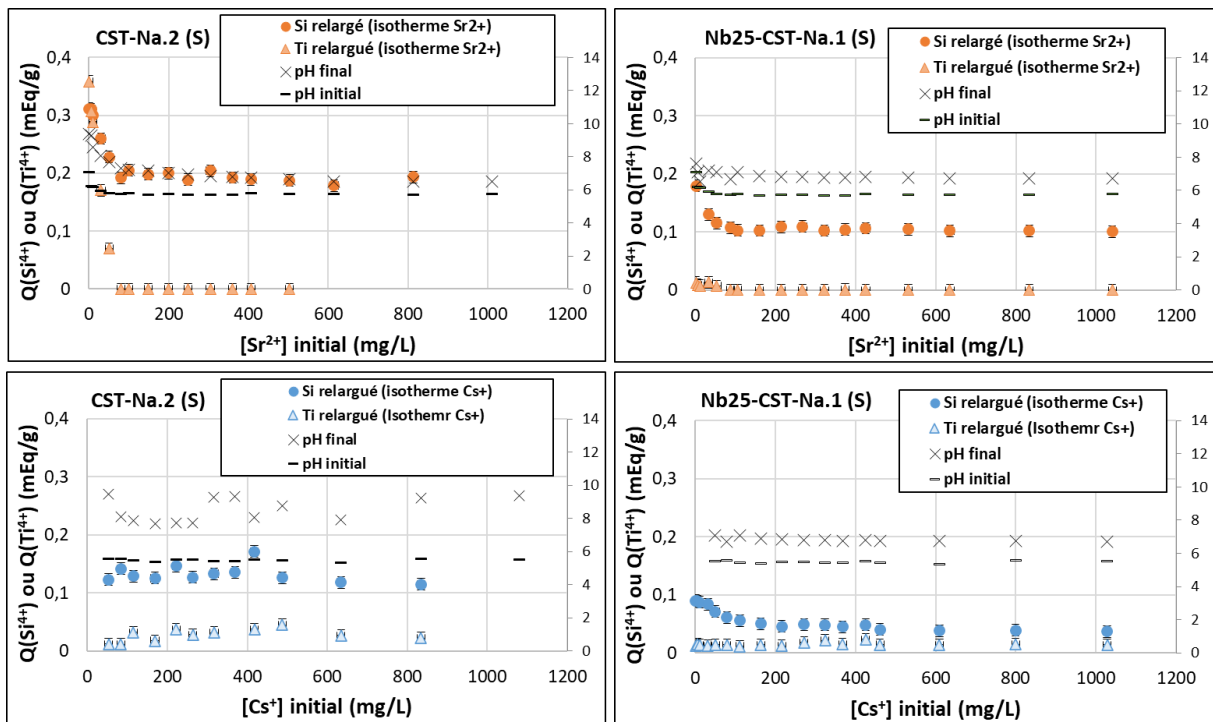 CST-Na.2 (S)
Si relargé (isotherme Sr2+)
Ti relargué (isotherme Sr2+)
pH final
pH initial
Q(Si⁴⁺) ou Q(Ti⁴⁺) (mEq/g)
0,4
0,3
0,2
0,1
0
14
12
10
8
6
4
2
0
0 200 400 600 800 1000 1200
[Sr²⁺] initial (mg/L)
Nb25-CST-Na.1 (S)
Si relargé (isotherme Sr2+)
Ti relargué (isotherme Sr2+)
pH final
pH initial
Q(Si⁴⁺) ou Q(Ti⁴⁺) (mEq/g)
0,4
0,3
0,2
0,1
0
14
12
10
8
6
4
2
0
0 200 400 600 800 1000 1200
[Sr²⁺] initial (mg/L)
CST-Na.2 (S)
Si relargué (isotherme Cs+)
Ti relargué (Isothemr Cs+)
pH final
pH initial
Q(Si⁴⁺) ou Q(Ti⁴⁺) (mEq/g)
0,4
0,3
0,2
0,1
0
14
12
10
8
6
4
2
0
0 200 400 600 800 1000 1200
[Cs⁺] initial (mg/L)
Nb25-CST-Na.1 (S)
Si relargué (isotherme Cs+)
Ti relargué (Isothemr Cs+)
pH final
pH initial
Q(Si⁴⁺) ou Q(Ti⁴⁺) (mEq/g)
0,4
0,3
0,2
0,1
0
14
12
10
8
6
4
2
0
0 200 400 600 800 1000 1200
[Cs⁺] initial (mg/L)